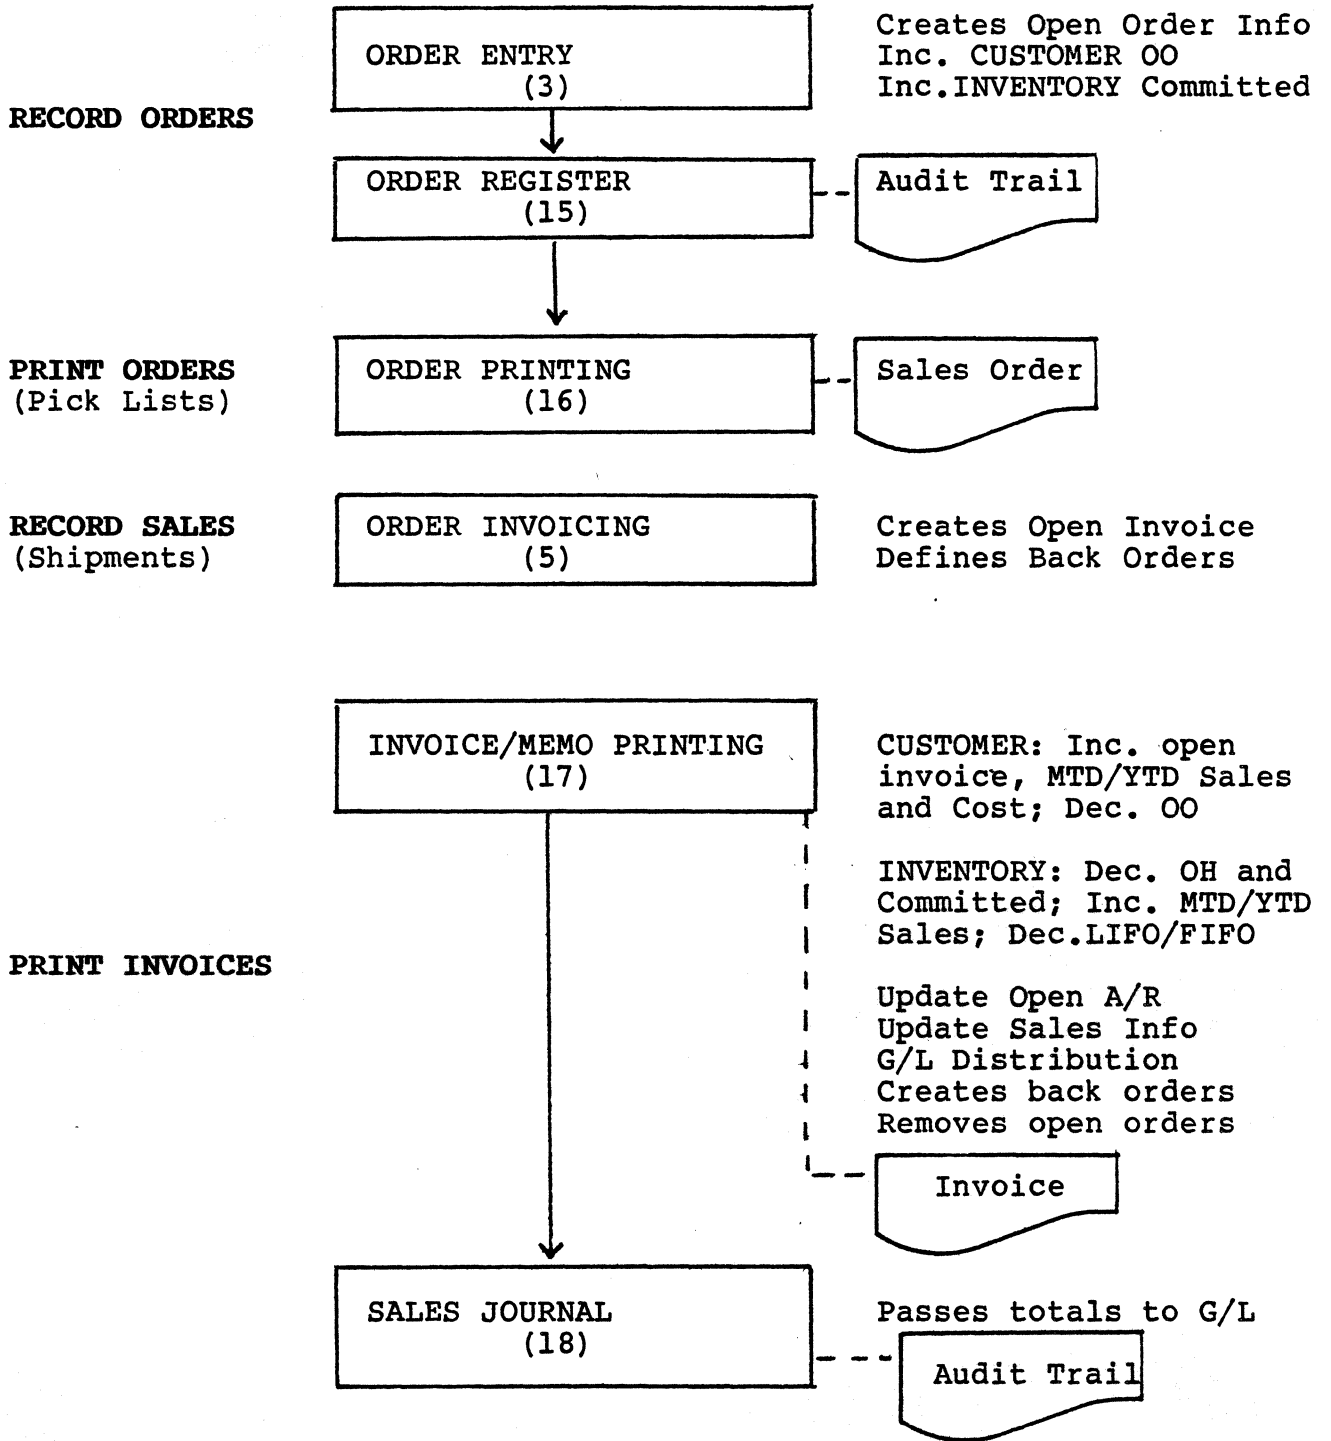 Creates Open Order Info
ORDER ENTRY
Inc. CUSTOMER OO
(3)
Inc.INVENTORY Committed
RECORD ORDERS
ORDER REGISTER
(15)
Audit Trail
PRINT ORDERS
(Pick Lists)
ORDER PRINTING
(16)
Sales Order
RECORD SALES
(Shipments)
ORDER INVOICING
(5)
Creates Open Invoice
Defines Back Orders
INVOICE/MEMO PRINTING
(17)
CUSTOMER: Inc. open
invoice, MTD/YTD Sales
and Cost; Dec. OO
INVENTORY: Dec. OH and
Committed; Inc. MTD/YTD
Sales; Dec.LIFO/FIFO
PRINT INVOICES
Update Open A/R
Update Sales Info
G/L Distribution
Creates back orders
Removes open orders
Invoice
SALES JOURNAL
(18)
Passes totals to G/L
Audit Trail